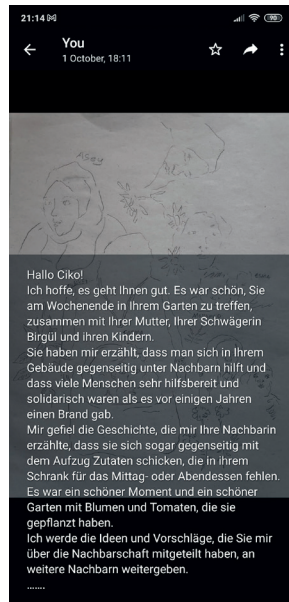 21:14
90
You
1 October, 18:11
Asey
Hallo Ciko!
Ich hoffe, es geht Ihnen gut. Es war schön, Sie
am Wochenende in Ihrem Garten zu treffen,
zusammen mit Ihrer Mutter, Ihrer Schwägerin
Birgül und ihren Kindern.
Sie haben mir erzählt, dass man sich in Ihrem
Gebäude gegenseitig unter Nachbarn hilft und
dass viele Menschen sehr hilfsbereit und
solidarisch waren als es vor einigen Jahren
einen Brand gab.
Mir gefiel die Geschichte, die mir Ihre Nachbarin
erzählte, dass sie sich sogar gegenseitig mit
dem Aufzug Zutaten schicken, die in ihrem
Schrank für das Mittag- oder Abendessen fehlen.
Es war ein schöner Moment und ein schöner
Garten mit Blumen und Tomaten, die sie
gepflanzt haben.
Ich werde die Ideen und Vorschläge, die Sie mir
über die Nachbarschaft mitgeteilt haben, an
weitere Nachbarn weitergeben.
.......